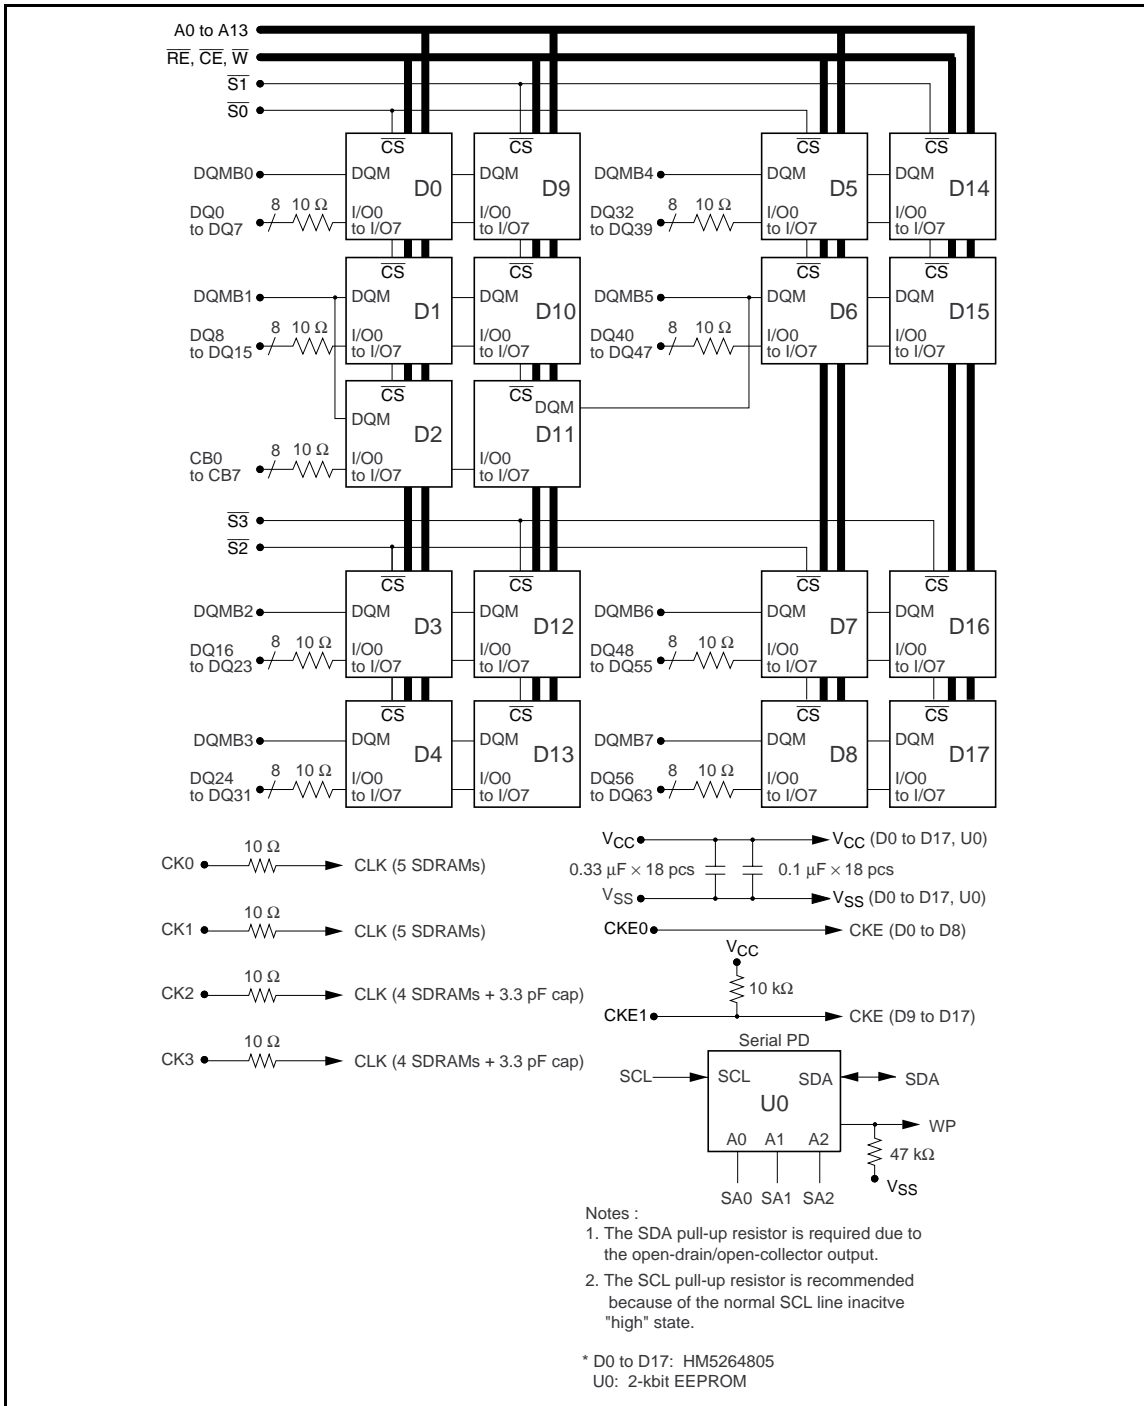 A0 to A13
RE, CE, W
S1
S0
CS CS CS CS
DQMB0 DQM D0 D9 DQMB4 DQM D5 D14
DQ0 to DQ7 8 10 Ω I/O0 to I/O7 I/O0 to I/O7 DQ32 to DQ39 8 10 Ω I/O0 to I/O7 I/O0 to I/O7
CS CS CS CS
DQMB1 DQM D1 DQM D10 DQMB5 DQM D6 DQM D15
DQ8 to DQ15 8 10 Ω I/O0 to I/O7 I/O0 to I/O7 DQ40 to DQ47 8 10 Ω I/O0 to I/O7 I/O0 to I/O7
CS CS
DQM D2 DQM D11
CB0 to CB7 8 10 Ω I/O0 to I/O7 I/O0 to I/O7
S3
S2
CS CS CS CS
DQMB2 DQM D3 DQM D12 DQMB6 DQM D7 DQM D16
DQ16 to DQ23 8 10 Ω I/O0 to I/O7 I/O0 to I/O7 DQ48 to DQ55 8 10 Ω I/O0 to I/O7 I/O0 to I/O7
CS CS CS CS
DQMB3 DQM D4 DQM D13 DQMB7 DQM D8 DQM D17
DQ24 to DQ31 8 10 Ω I/O0 to I/O7 I/O0 to I/O7 DQ56 to DQ63 8 10 Ω I/O0 to I/O7 I/O0 to I/O7
CK0 10 Ω CLK (5 SDRAMs)
CK1 10 Ω CLK (5 SDRAMs)
CK2 10 Ω CLK (4 SDRAMs + 3.3 pF cap)
CK3 10 Ω CLK (4 SDRAMs + 3.3 pF cap)
VCC VCC (D0 to D17, U0)
0.33 µF × 18 pcs 0.1 µF × 18 pcs
VSS VSS (D0 to D17, U0)
CKE0 CKE (D0 to D8)
VCC
10 kΩ
CKE1 CKE (D9 to D17)
Serial PD
SCL SCL SDA SDA
U0
A0 A1 A2 WP
47 kΩ
VSS
SA0 SA1 SA2
Notes :
1. The SDA pull-up resistor is required due to
the open-drain/open-collector output.
2. The SCL pull-up resistor is recommended
because of the normal SCL line inacitve
"high" state.
* D0 to D17: HM5264805
U0: 2-kbit EEPROM